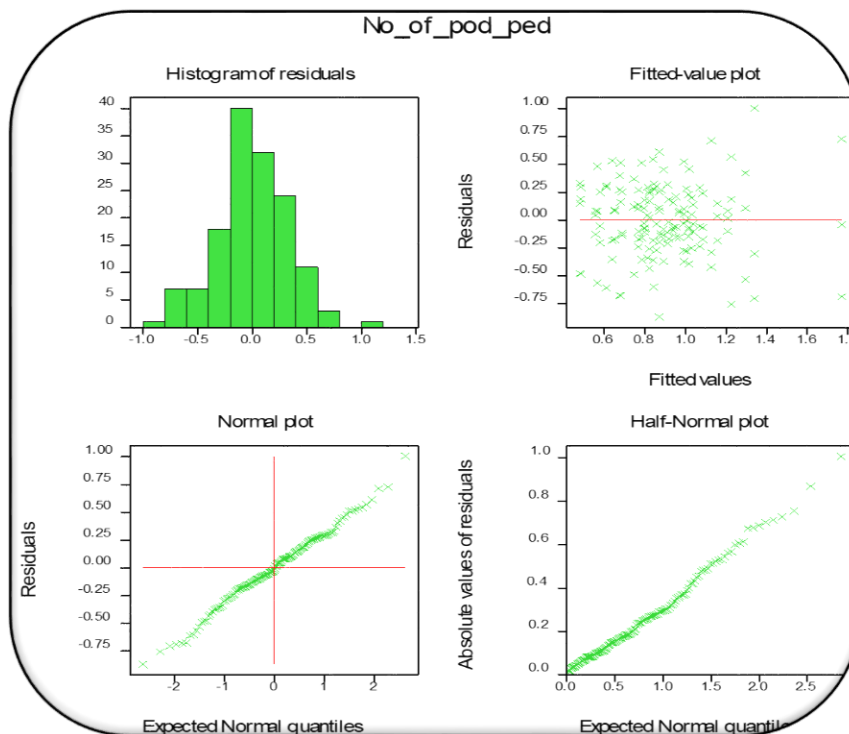 No_of_pod_ped
Histogram of residuals
40
35
30
25
20
15
10
5
0
-1.0 -0.5 0.0 0.5 1.0 1.5
Fitted-value plot
Residuals
1.00
0.75
0.50
0.25
0.00
-0.25
-0.50
-0.75
0.6 0.8 1.0 1.2 1.4 1.6
Fitted values
Normal plot
Residuals
1.00
0.75
0.50
0.25
0.00
-0.25
-0.50
-0.75
-2 -1 0 1 2
Expected Normal quantiles
Half-Normal plot
Absolute values of residuals
1.0
0.8
0.6
0.4
0.2
0.0
0.0 0.5 1.0 1.5 2.0 2.5
Expected Normal quantile